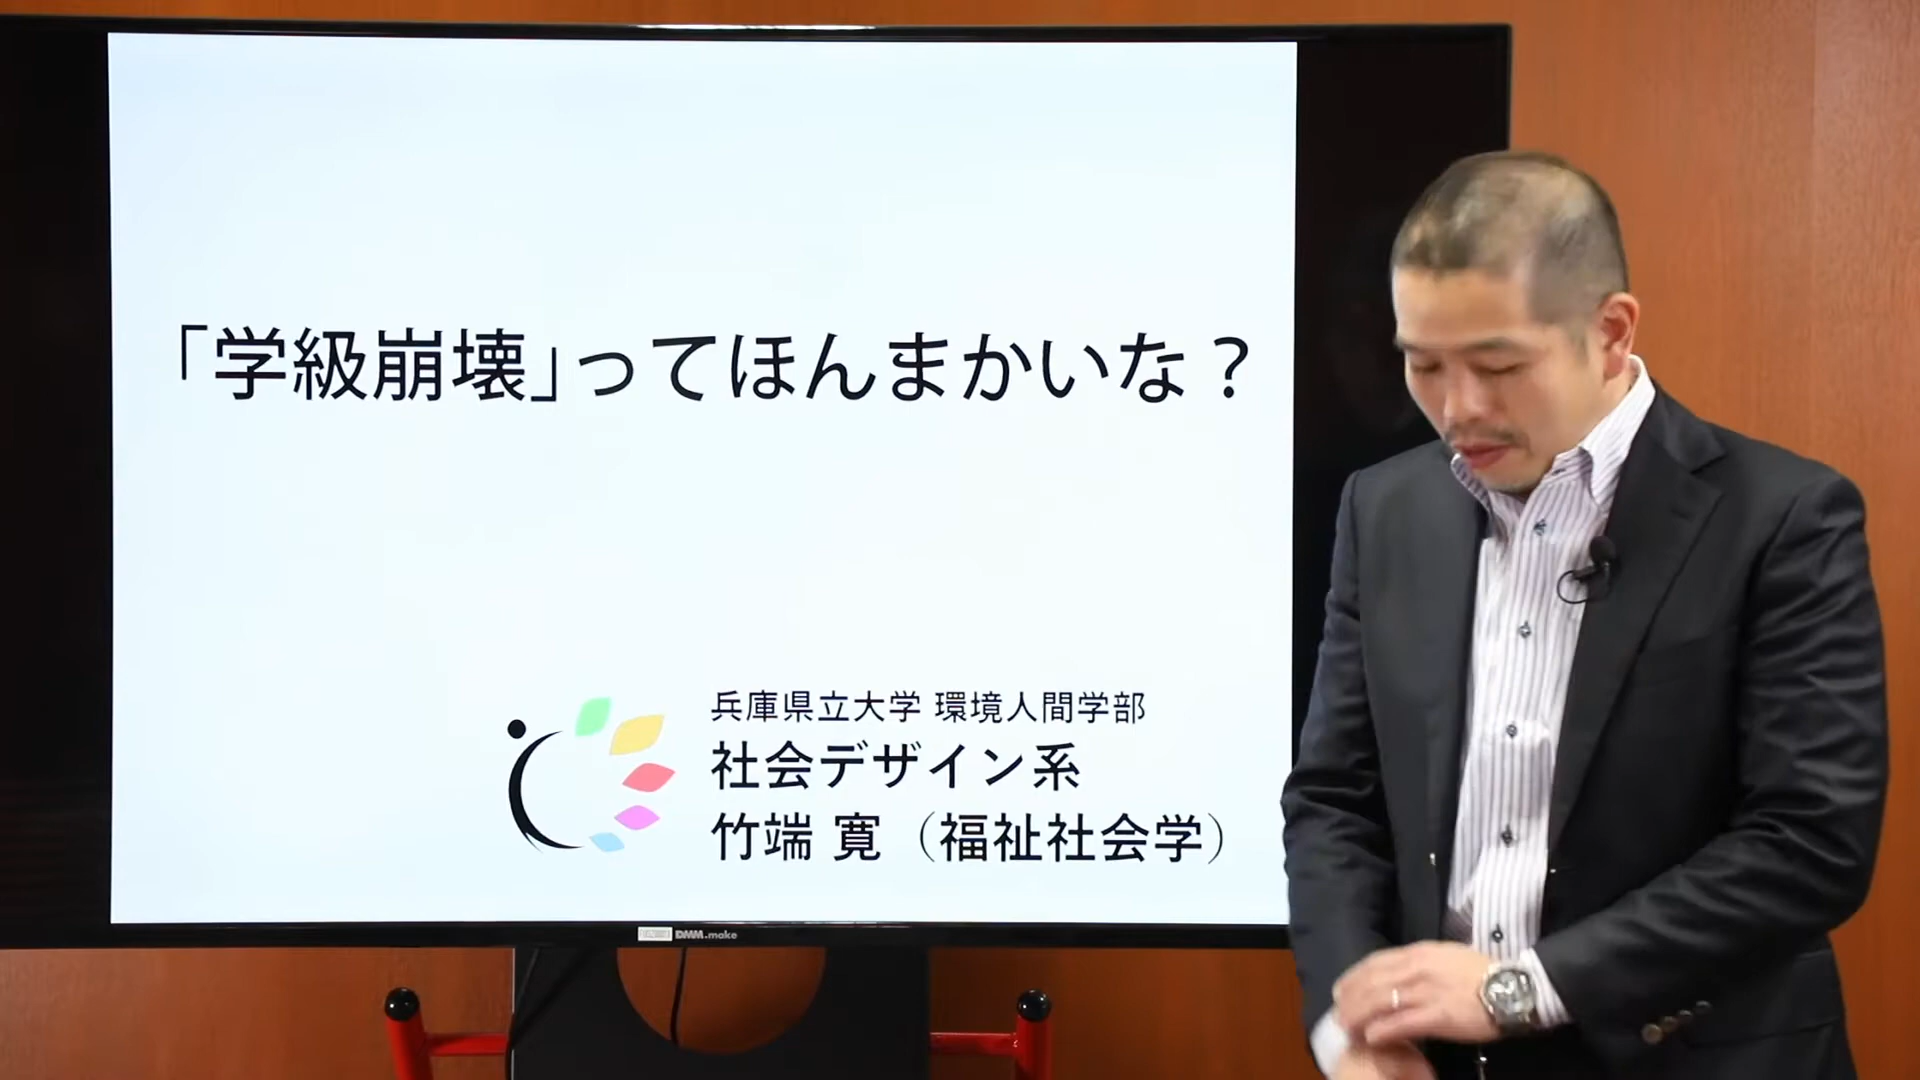 「学級崩壊」ってほんまかいな？
兵庫県立大学 環境人間学部
社会デザイン系
竹端 寛（福祉社会学）
DMM.make